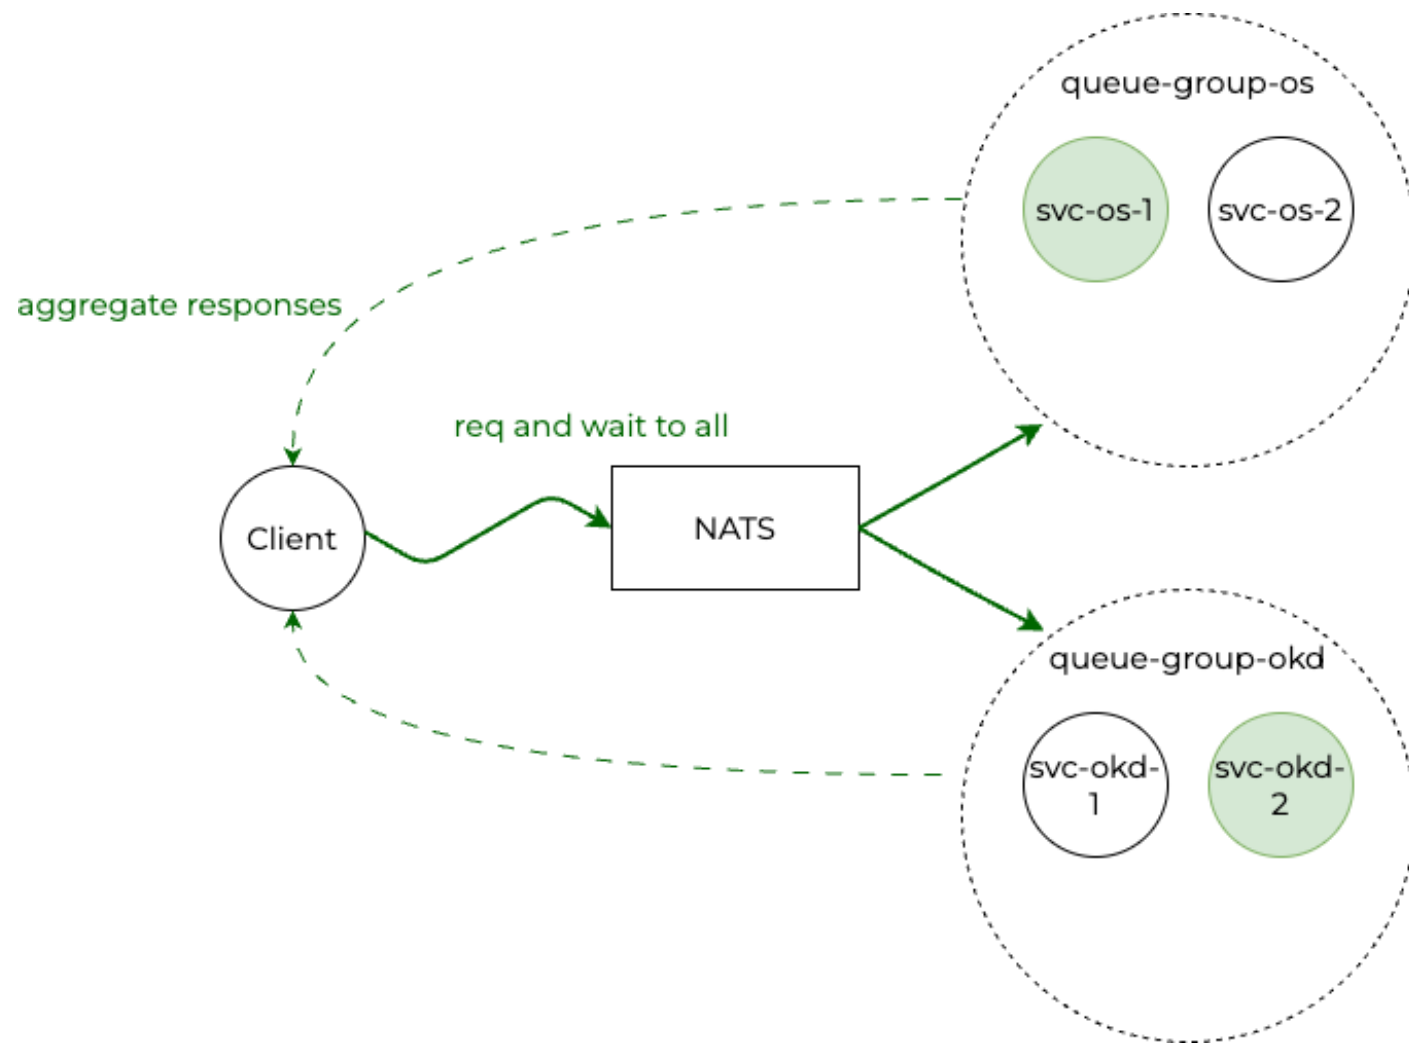 queue-group-os
svc-os-1
svc-os-2
aggregate responses
req and wait to all
Client
NATS
queue-group-okd
svc-okd-
1
svc-okd-
2